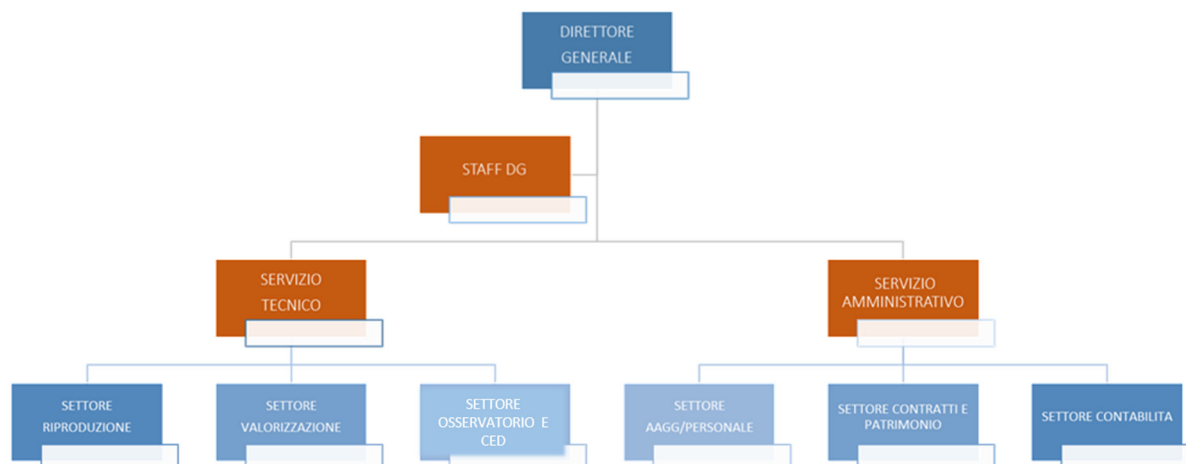 DIRETTORE
GENERALE
STAFF DG
SERVIZIO
TECNICO
SERVIZIO
AMMINISTRATIVO
SETTORE
RIPRODUZIONE
SETTORE
VALORIZZAZIONE
SETTORE
OSSERVATORIO E
CED
SETTORE
AAGG/PERSONALE
SETTORE CONTRATTI E
PATRIMONIO
SETTORE CONTABILITA